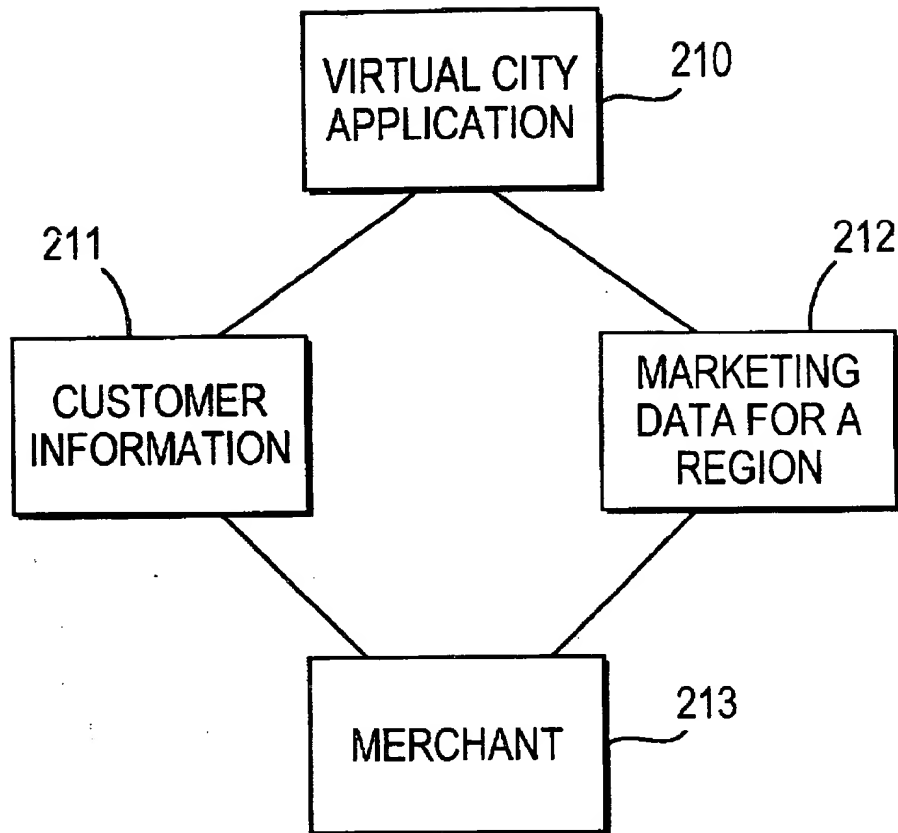 VIRTUAL CITY
APPLICATION
210
211
212
CUSTOMER
INFORMATION
MARKETING
DATA FOR A
REGION
MERCHANT
213